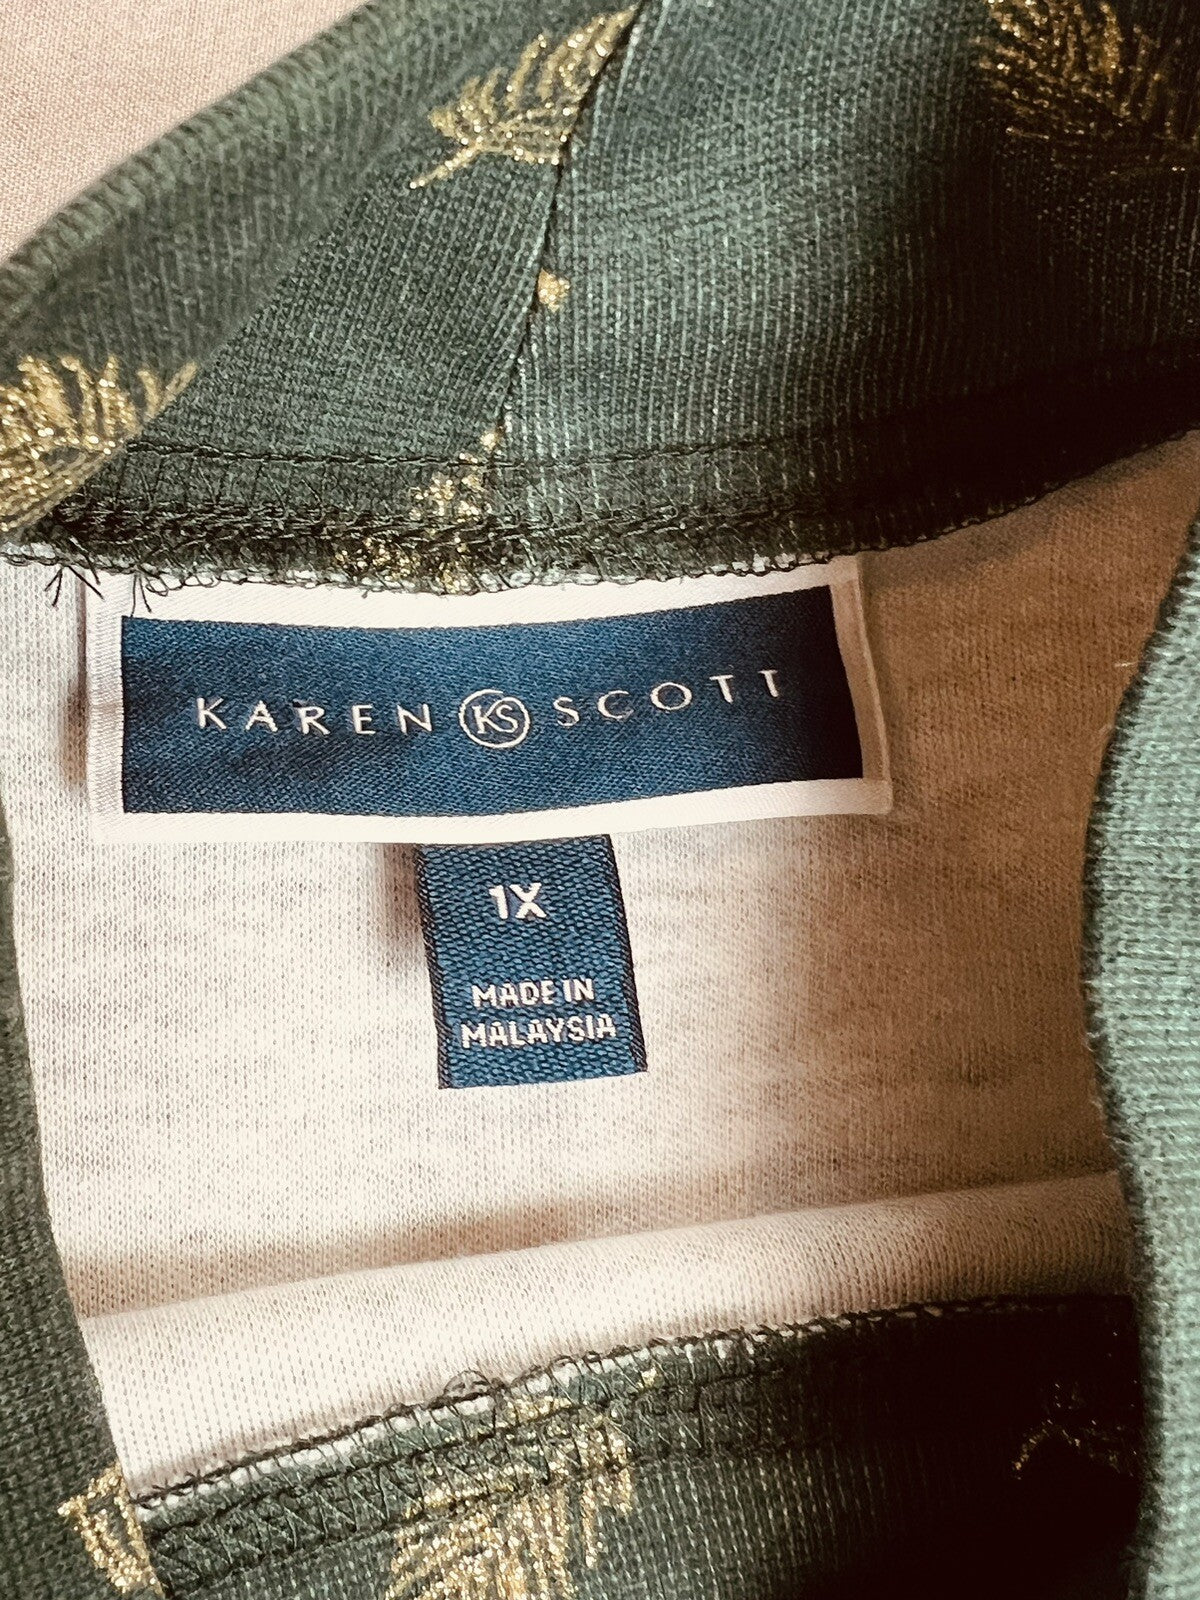 KAREN KS SCOTT
1X
MADE IN
MALAYSIA